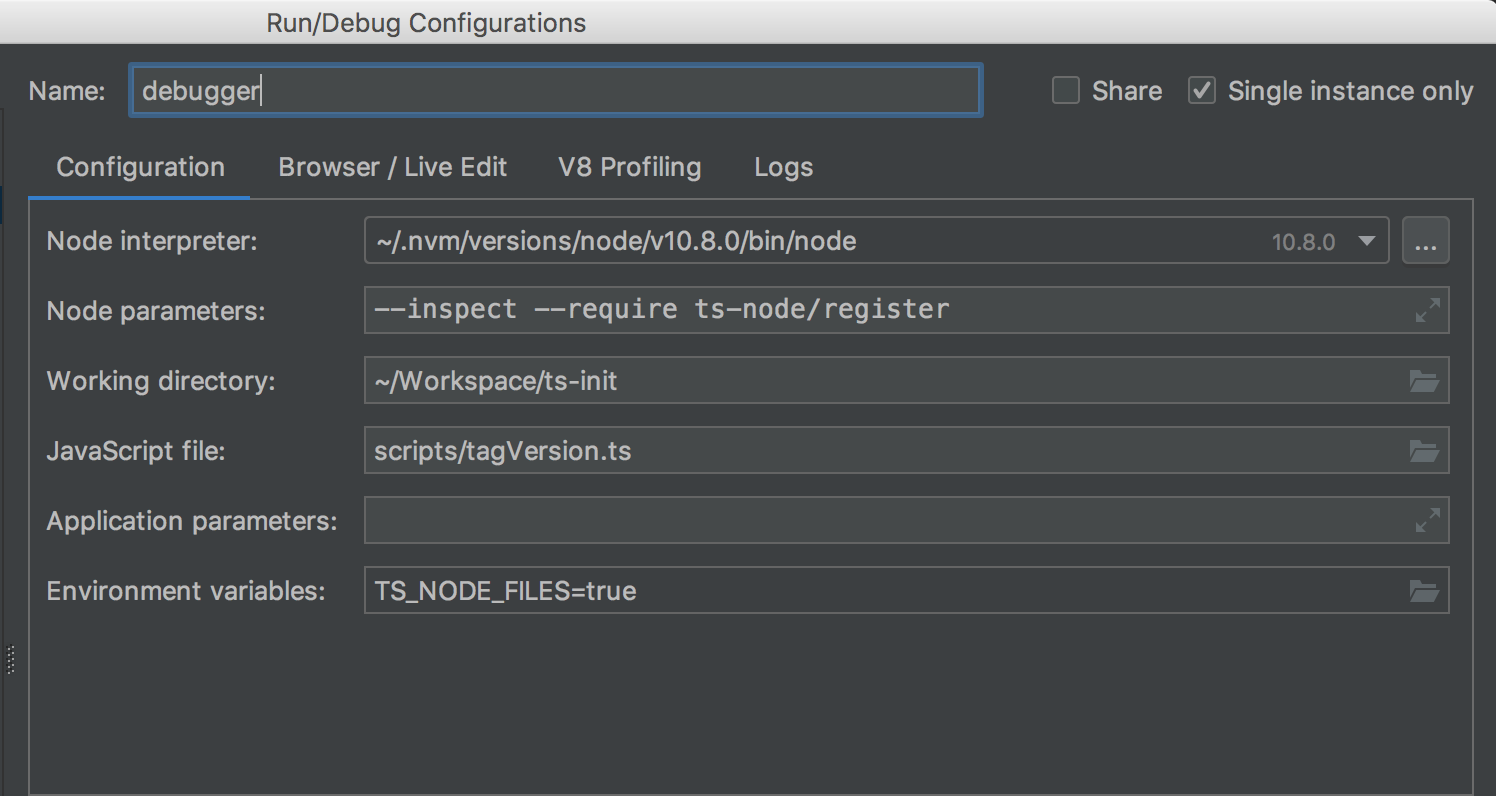 Run/Debug Configurations
Name: debugger Share Single instance only
Configuration Browser / Live Edit V8 Profiling Logs
Node interpreter: ~/.nvm/versions/node/v10.8.0/bin/node 10.8.0 ...
Node parameters: --inspect --require ts-node/register
Working directory: ~/Workspace/ts-init
JavaScript file: scripts/tagVersion.ts
Application parameters:
Environment variables: TS_NODE_FILES=true